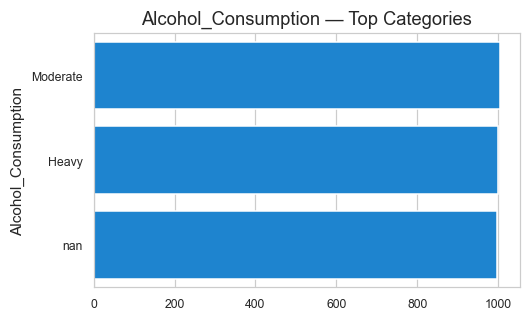 Alcohol_Consumption — Top Categories
Alcohol_Consumption
Moderate
Heavy
nan
0 200 400 600 800 1000